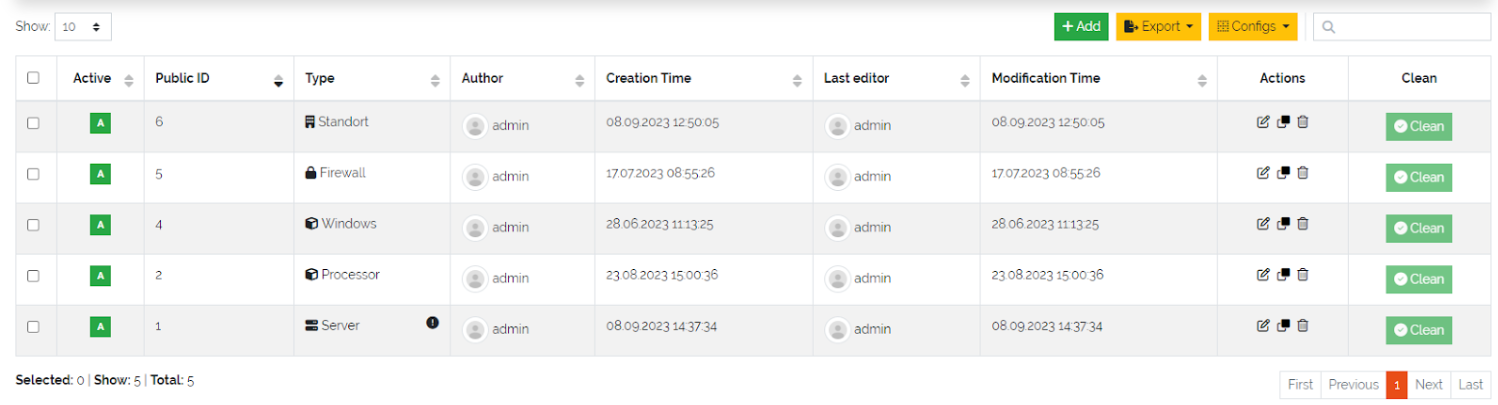 Show: 10 + Add Export Configs
Active Public ID Type Author Creation Time Last editor Modification Time Actions Clean
A 6 Standort admin 08.09.2023 12:50:05 admin 08.09.2023 12:50:05 Clean
A 5 Firewall admin 17.07.2023 08:55:26 admin 17.07.2023 08:55:26 Clean
A 4 Windows admin 28.06.2023 11:13:25 admin 28.06.2023 11:13:25 Clean
A 2 Processor admin 23.08.2023 15:00:36 admin 23.08.2023 15:00:36 Clean
A 1 Server admin 08.09.2023 14:37:34 admin 08.09.2023 14:37:34 Clean
Selected: 0 | Show: 5 | Total: 5 First Previous 1 Next Last